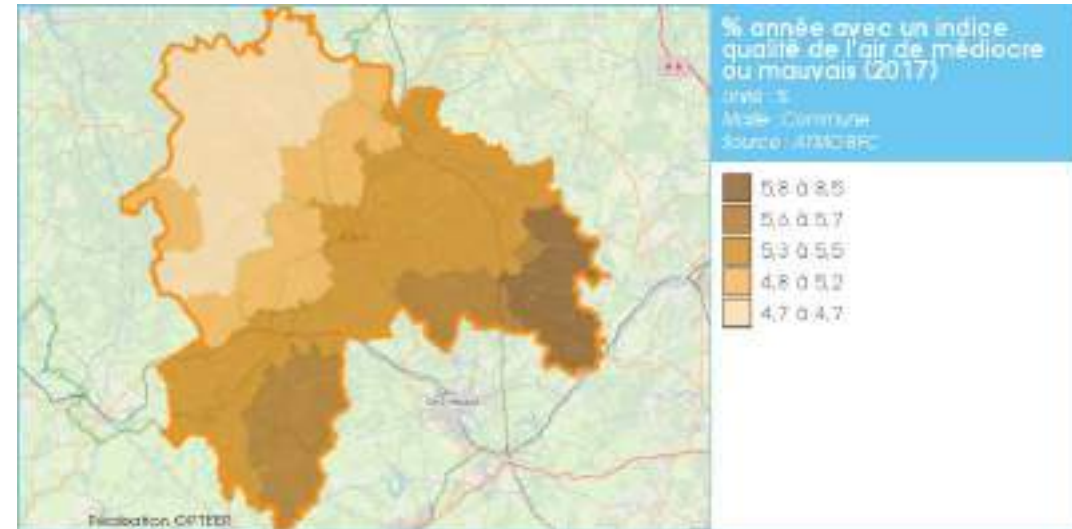 % année avec un indice
qualité de l'air de médiocre
ou mauvais (2017)
unité : %
Maille : Commune
Source : ATMO BFC
5,8 à 8,5
5,6 à 5,7
5,3 à 5,5
4,8 à 5,2
4,7 à 4,7
Réalisation OPTEER